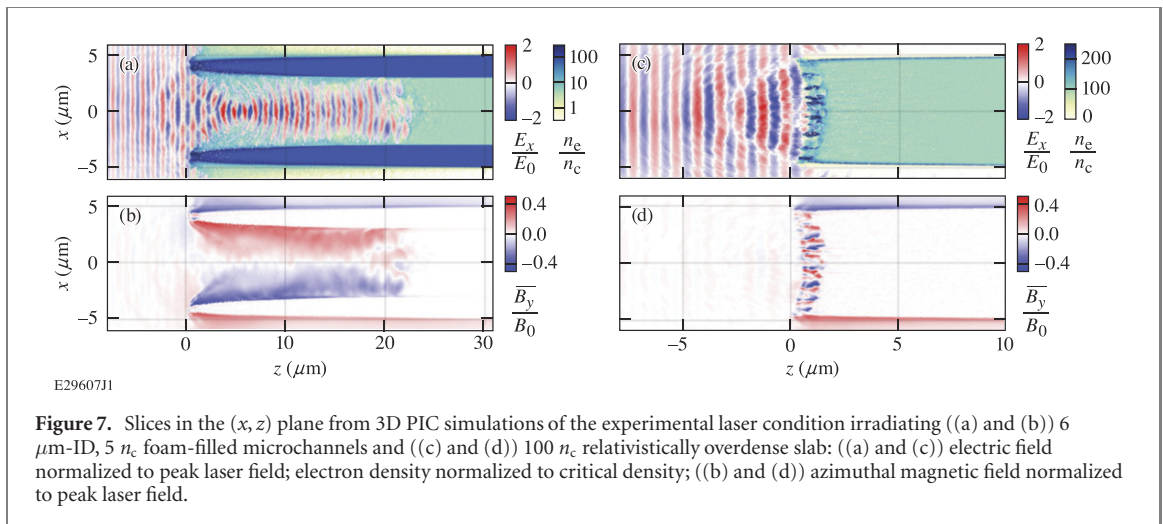 (a)
5
0
−5
x (μm)
2
0
−2
E_x
E_0
100
10
1
n_e
n_c
(b)
5
0
−5
x (μm)
0.4
0.0
−0.4
B_y
B_0
0 10 20 30
z (μm)
(c)
2
0
−2
E_x
E_0
200
100
0
n_e
n_c
(d)
0.4
0.0
−0.4
B_y
B_0
−5 0 5 10
z (μm)
E29607J1
Figure 7. Slices in the (x, z) plane from 3D PIC simulations of the experimental laser condition irradiating ((a) and (b)) 6
μm-ID, 5 n_c foam-filled microchannels and ((c) and (d)) 100 n_c relativistically overdense slab: ((a) and (c)) electric field
normalized to peak laser field; electron density normalized to critical density; ((b) and (d)) azimuthal magnetic field normalized
to peak laser field.